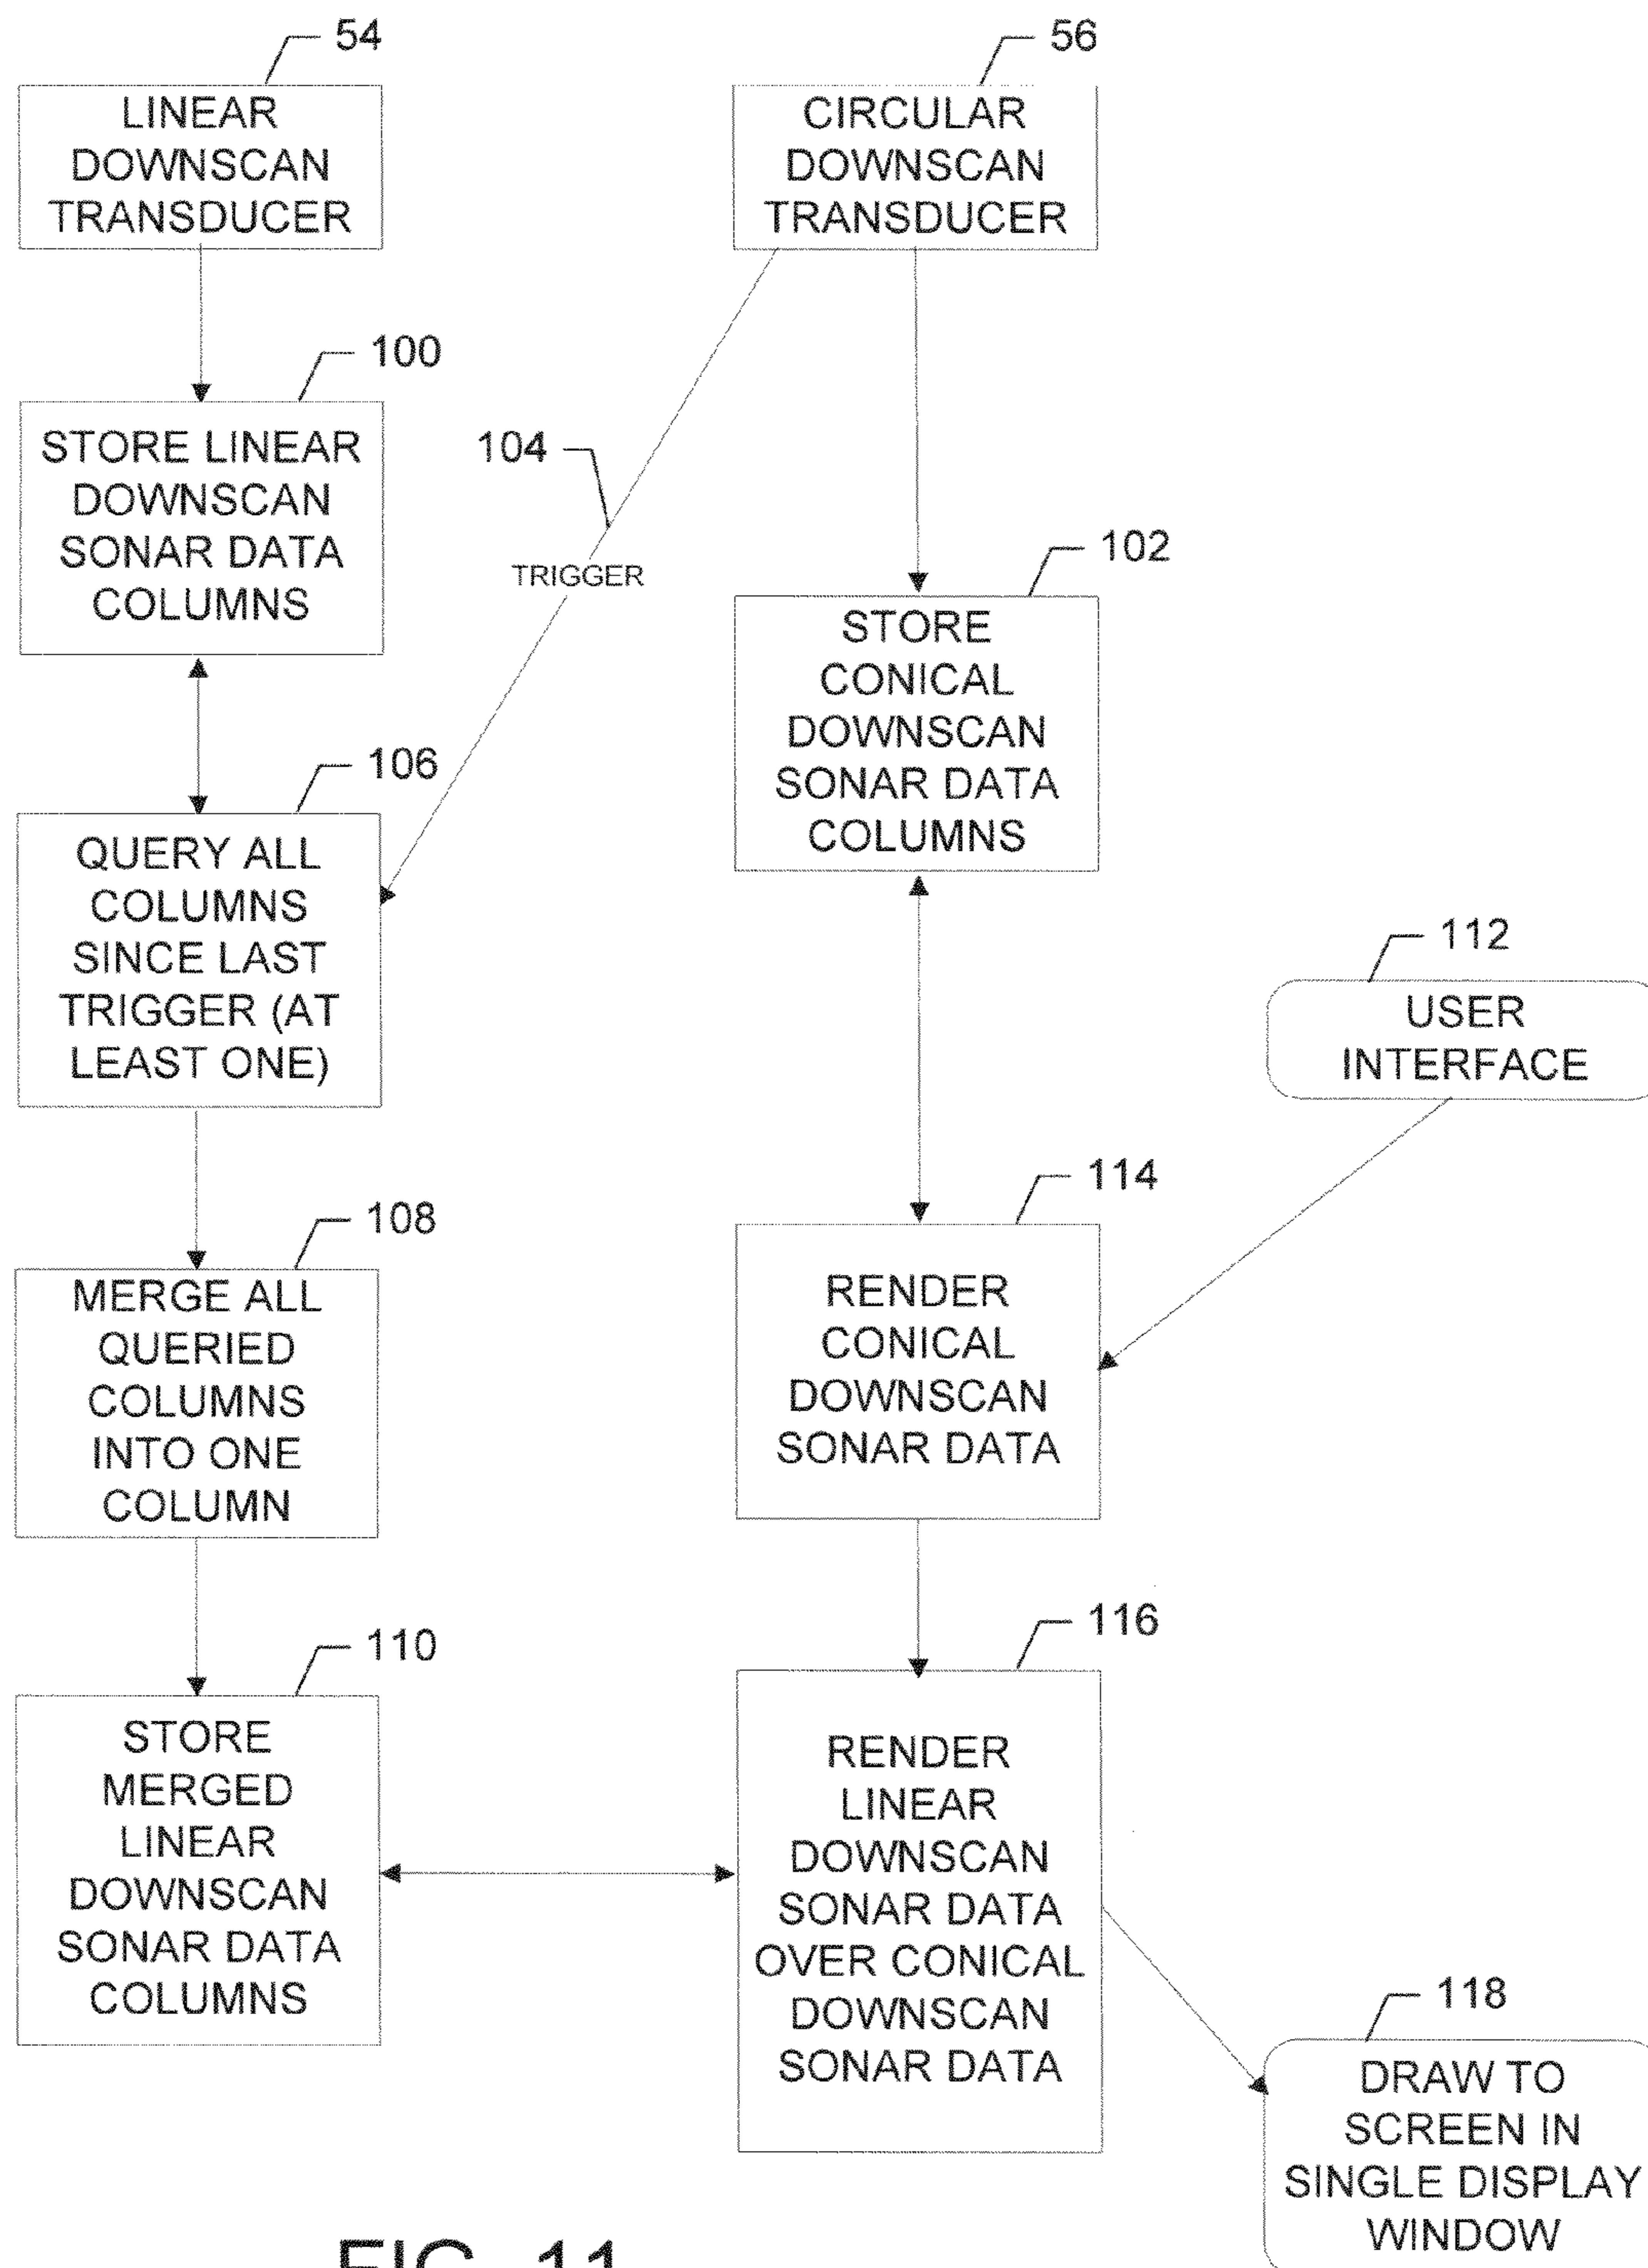 54
LINEAR
DOWNSCAN
TRANSDUCER
56
CIRCULAR
DOWNSCAN
TRANSDUCER
100
STORE LINEAR
DOWNSCAN
SONAR DATA
COLUMNS
104
TRIGGER
102
STORE
CONICAL
DOWNSCAN
SONAR DATA
COLUMNS
106
QUERY ALL
COLUMNS
SINCE LAST
TRIGGER (AT
LEAST ONE)
112
USER
INTERFACE
108
MERGE ALL
QUERIED
COLUMNS
INTO ONE
COLUMN
114
RENDER
CONICAL
DOWNSCAN
SONAR DATA
110
STORE
MERGED
LINEAR
DOWNSCAN
SONAR DATA
COLUMNS
116
RENDER
LINEAR
DOWNSCAN
SONAR DATA
OVER CONICAL
DOWNSCAN
SONAR DATA
118
DRAW TO
SCREEN IN
SINGLE DISPLAY
WINDOW
FIG. 11